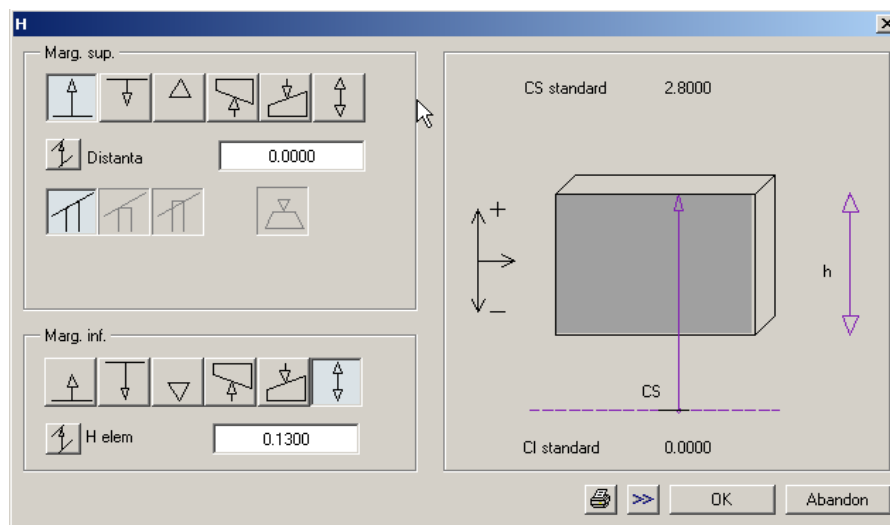 H
Marg. sup.
Distanta 0.0000
Marg. inf.
H elem 0.1300
CS standard 2.8000
+
−
h
CS
CI standard 0.0000
>> OK Abandon